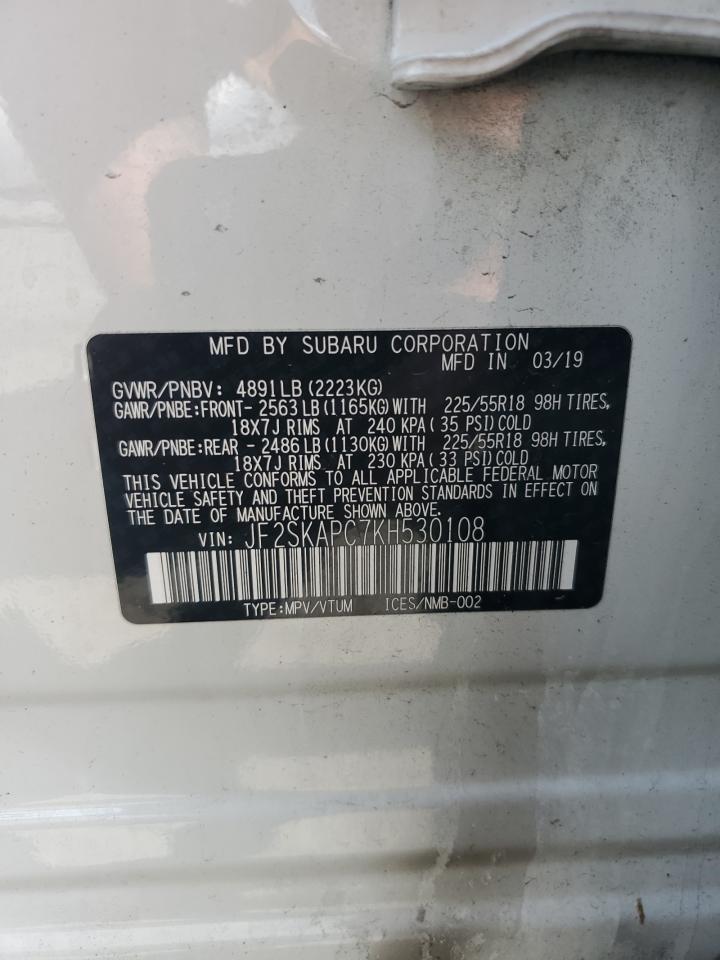 MFD BY SUBARU CORPORATION
MFD IN 03/19
GVWR/PNBV: 4891LB(2223KG)
GAWR/PNBE:FRONT- 2563LB(1165KG)WITH 225/55R18 98H TIRES,
18X7J RIMS AT 240 KPA( 35 PSI)COLD
GAWR/PNBE:REAR - 2486LB(1130KG)WITH 225/55R18 98H TIRES,
18X7J RIMS AT 230 KPA( 33 PSI)COLD
THIS VEHICLE CONFORMS TO ALL APPLICABLE FEDERAL MOTOR
VEHICLE SAFETY AND THEFT PREVENTION STANDARDS IN EFFECT ON
THE DATE OF MANUFACTURE SHOWN ABOVE.
VIN: JF2SKAPC7KH530108
TYPE:MPV/VTUM ICES/NMB-002